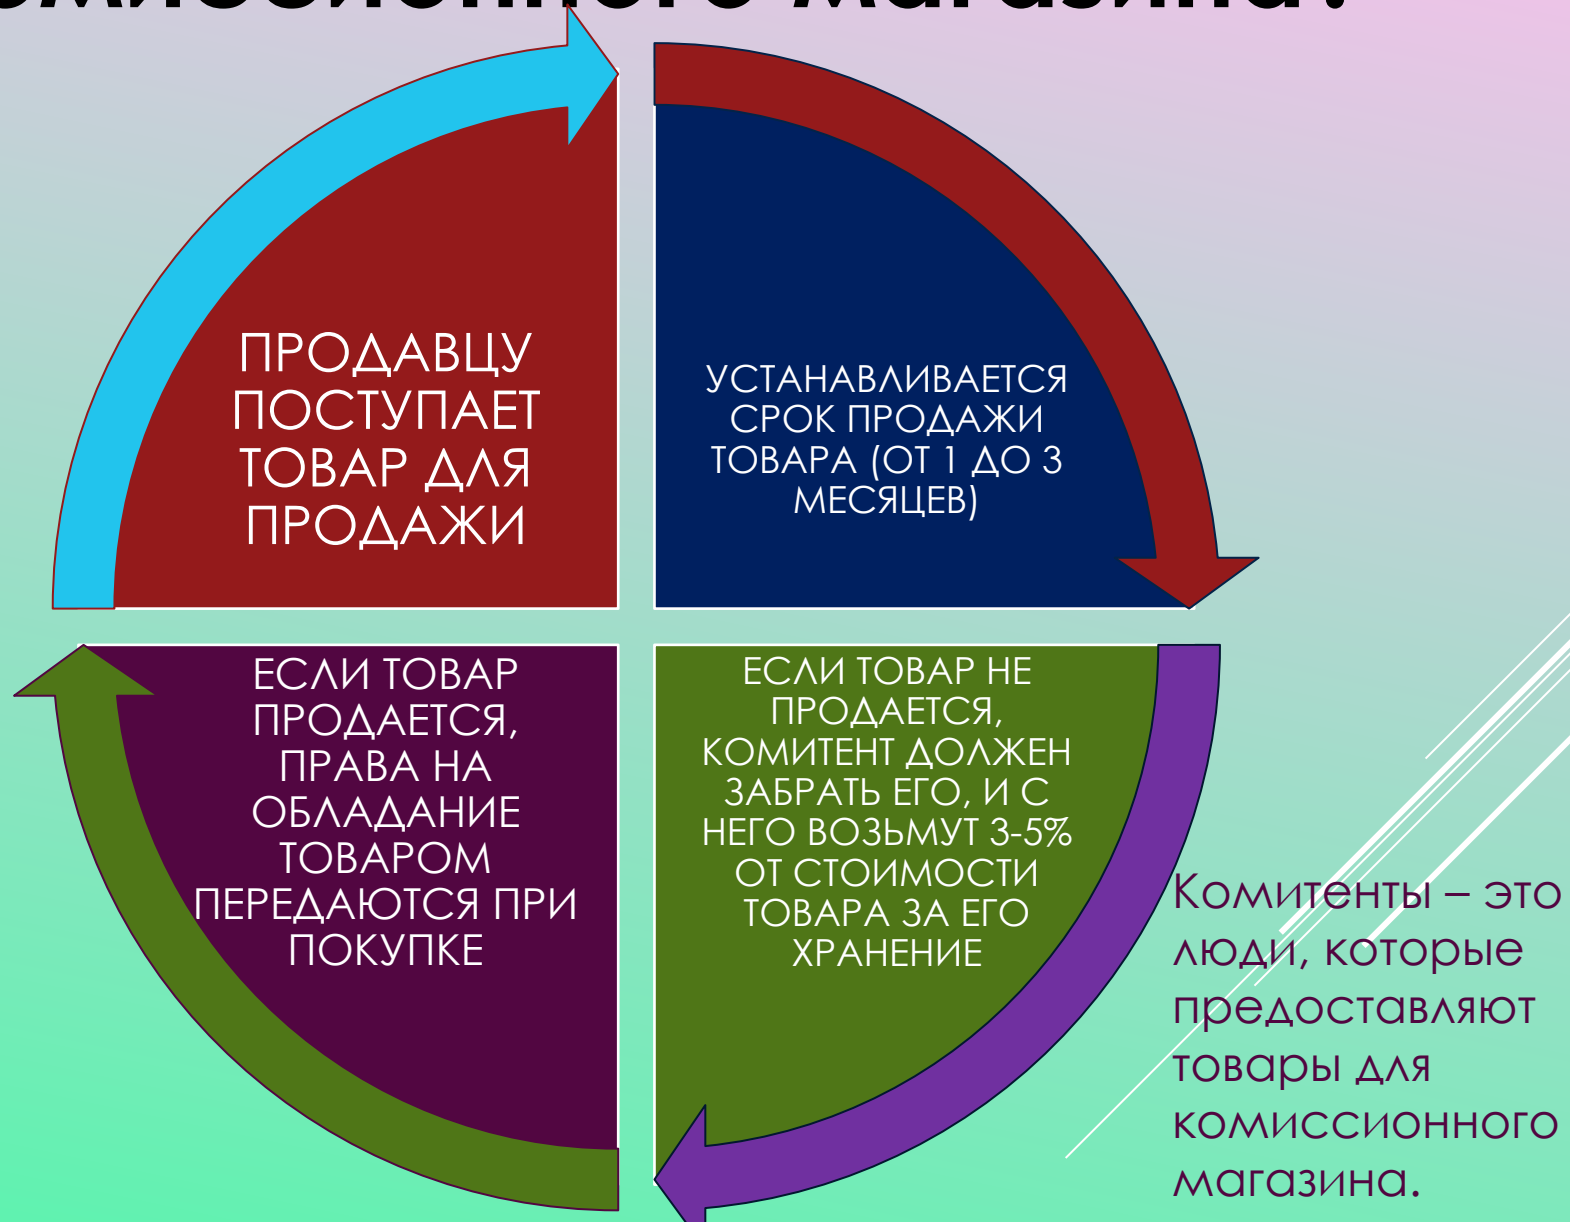 магазина?
ПРОДАВЦУ
ПОСТУПАЕТ
ТОВАР ДЛЯ
ПРОДАЖИ
УСТАНАВЛИВАЕТСЯ
СРОК ПРОДАЖИ
ТОВАРА (ОТ 1 ДО 3
МЕСЯЦЕВ)
ЕСЛИ ТОВАР
ПРОДАЕТСЯ,
ПРАВА НА
ОБЛАДАНИЕ
ТОВАРОМ
ПЕРЕДАЮТСЯ ПРИ
ПОКУПКЕ
ЕСЛИ ТОВАР НЕ
ПРОДАЕТСЯ,
КОМИТЕНТ ДОЛЖЕН
ЗАБРАТЬ ЕГО, И С
НЕГО ВОЗЬМУТ 3-5%
ОТ СТОИМОСТИ
ТОВАРА ЗА ЕГО
ХРАНЕНИЕ
Комитенты – это
люди, которые
предоставляют
товары для
комиссионного
магазина.